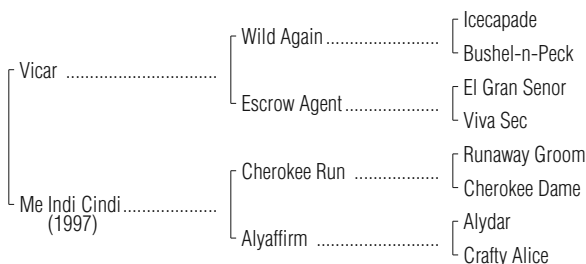 Icecapade
Wild Again
Bushel-n-Peck
Vicar
El Gran Senor
Escrow Agent
Viva Sec
Runaway Groom
Cherokee Run
Cherokee Dame
Me Indi Cindi
(1997)
Alydar
Alyaffirm
Crafty Alice